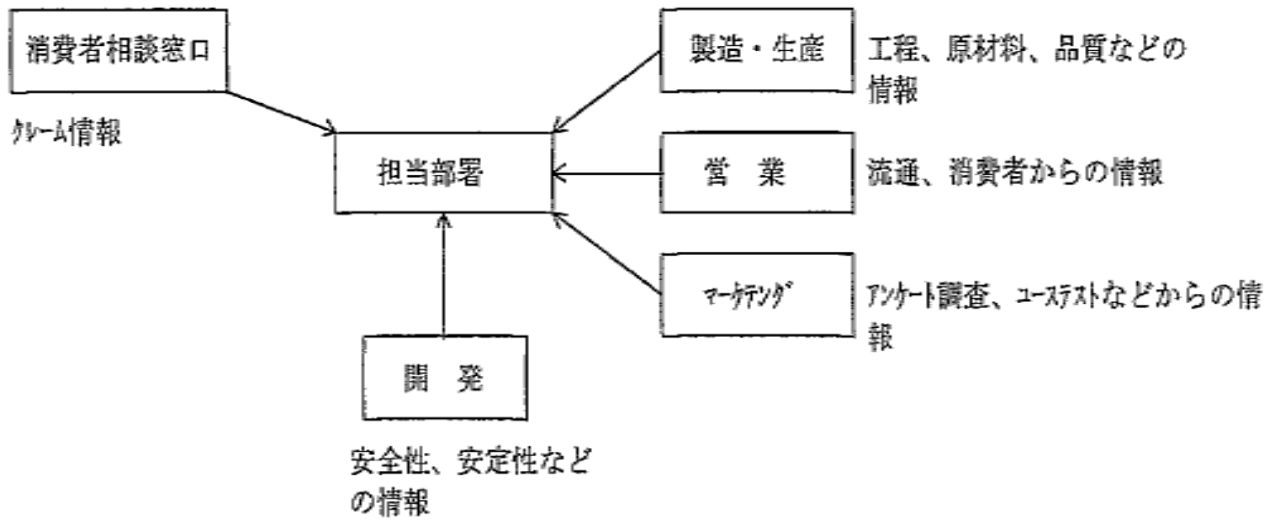 消費者相談窓口
クレーム情報
担当部署
製造・生産
工程、原材料、品質などの
情報
営 業
流通、消費者からの情報
マーケテング
アンケート調査、ユーステストなどからの情
報
開 発
安全性、安定性など
の情報